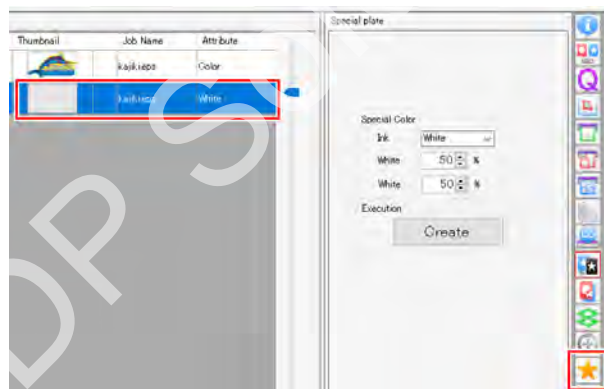 Special plate
Thumbnail Job Name Attribute
kajiki.eps Color
kajiki.eps White
Special Color
Ink White
White 50 %
White 50 %
Execution
Create
Q